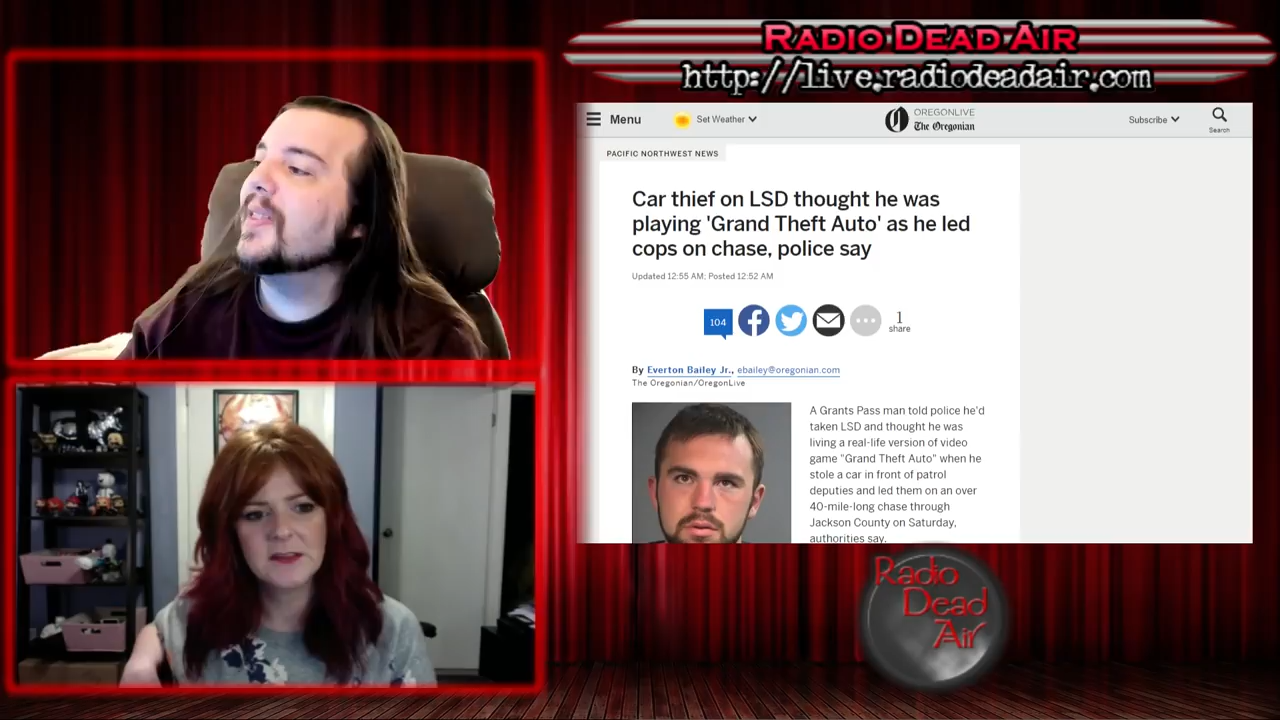 Radio Dead Air
http://live.radiodeadair.com
Menu
Set Weather
OREGONLIVE
The Oregonian
Subscribe
Search
PACIFIC NORTHWEST NEWS
Car thief on LSD thought he was
playing 'Grand Theft Auto' as he led
cops on chase, police say
Updated 12:55 AM; Posted 12:52 AM
104
1
share
By Everton Bailey Jr., ebailey@oregonian.com
The Oregonian/OregonLive
A Grants Pass man told police he'd
taken LSD and thought he was
living a real-life version of video
game "Grand Theft Auto" when he
stole a car in front of patrol
deputies and led them on an over
40-mile-long chase through
Jackson County on Saturday,
authorities say.
Radio
Dead
Air